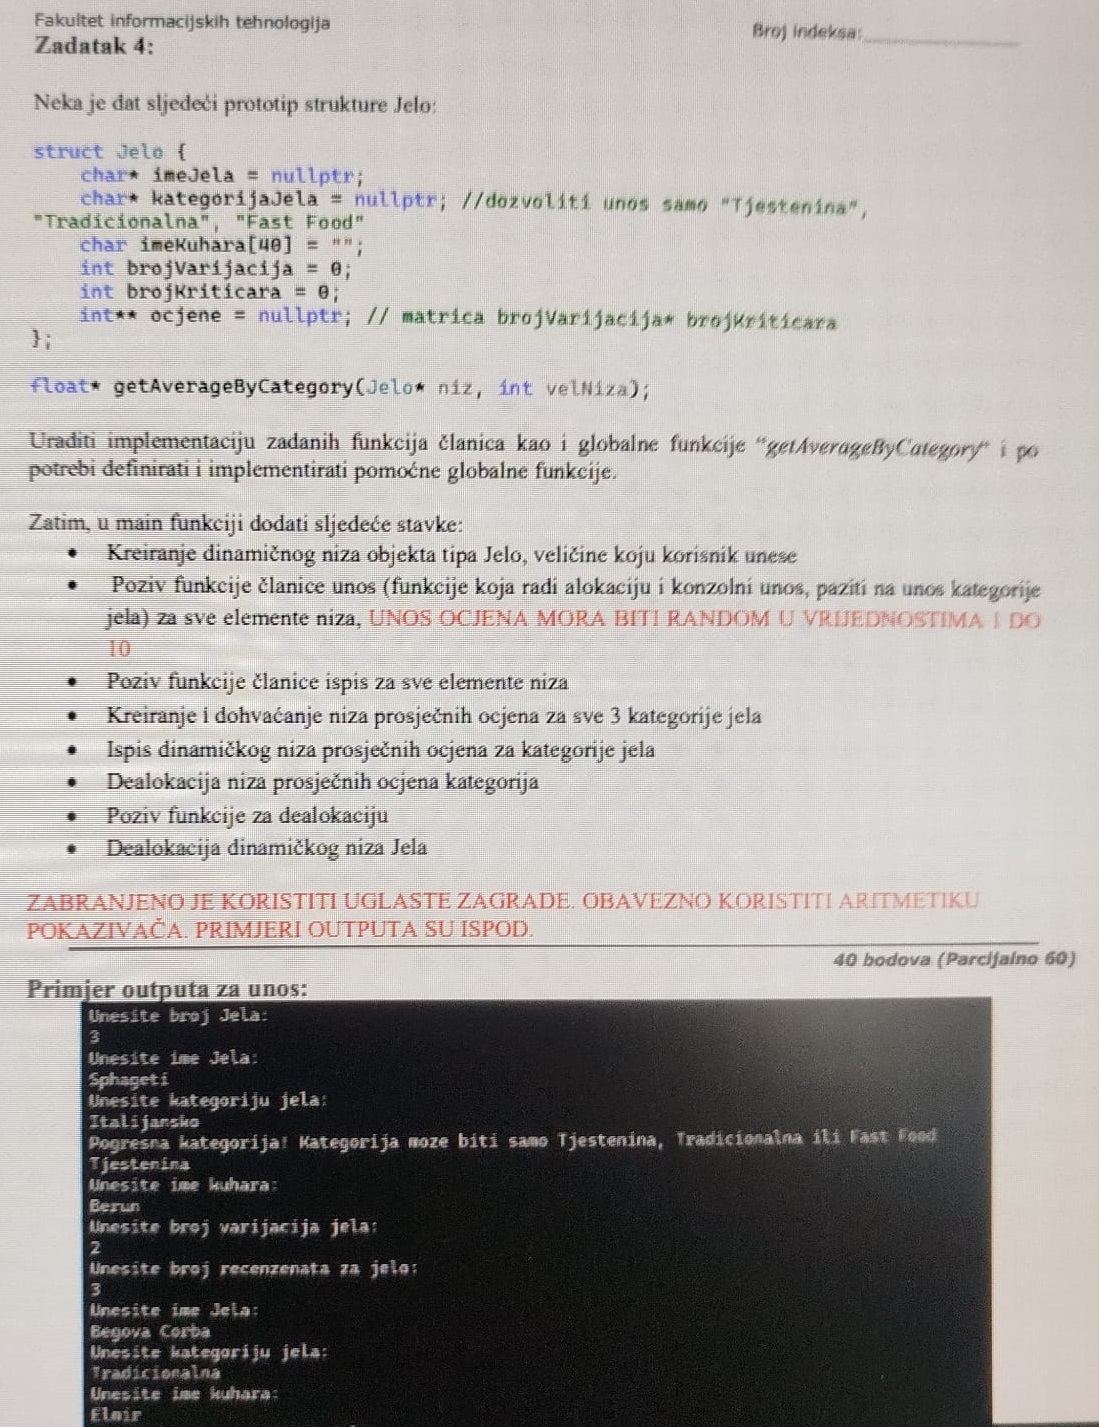 Fakultet informacijskih tehnologija
Broj indeksa:
Zadatak 4:
Neka je dat sljedeći prototip strukture Jelo:
struct Jelo {
char* imeJela = nullptr;
char* kategorijaJela = nullptr; //dozvoliti unos samo "Tjestenina",
"Tradicionalna", "Fast Food"
char imeKuhara[40] = "";
int brojVarijacija = 0;
int brojKriticara = 0;
int** ocjene = nullptr; // matrica brojVarijacija* brojKriticara
};
float* getAverageByCategory(Jelo* niz, int velNiza);
Uraditi implementaciju zadanih funkcija članica kao i globalne funkcije "getAverageByCategory" i po
potrebi definirati i implementirati pomoćne globalne funkcije.
Zatim, u main funkciji dodati sljedeće stavke:
• Kreiranje dinamičnog niza objekta tipa Jelo, veličine koju korisnik unese
• Poziv funkcije članice unos (funkcije koja radi alokaciju i konzolni unos, paziti na unos kategorije
jela) za sve elemente niza, UNOS OCJENA MORA BITI RANDOM U VRIJEDNOSTIMA 1 DO
10
• Poziv funkcije članice ispis za sve elemente niza
• Kreiranje i dohvaćanje niza prosječnih ocjena za sve 3 kategorije jela
• Ispis dinamičkog niza prosječnih ocjena za kategorije jela
• Dealokacija niza prosječnih ocjena kategorija
• Poziv funkcije za dealokaciju
• Dealokacija dinamičkog niza Jela
ZABRANJENO JE KORISTITI UGLASTE ZAGRADE. OBAVEZNO KORISTITI ARITMETIKU
POKAZIVAČA. PRIMJERI OUTPUTA SU ISPOD.
40 bodova (Parcijalno 60)
Primjer outputa za unos:
Unesite broj Jela:
3
Unesite ime Jela:
Sphageti
Unesite kategoriju jela:
Italijansko
Pogresna kategorija! Kategorija moze biti samo Tjestenina, Tradicionalna ili Fast Food
Tjestenina
Unesite ime kuhara:
Berun
Unesite broj varijacija jela:
2
Unesite broj recenzenata za jelo:
3
Unesite ime Jela:
Begova Corba
Unesite kategoriju jela:
Tradicionalna
Unesite ime kuhara:
Elmir